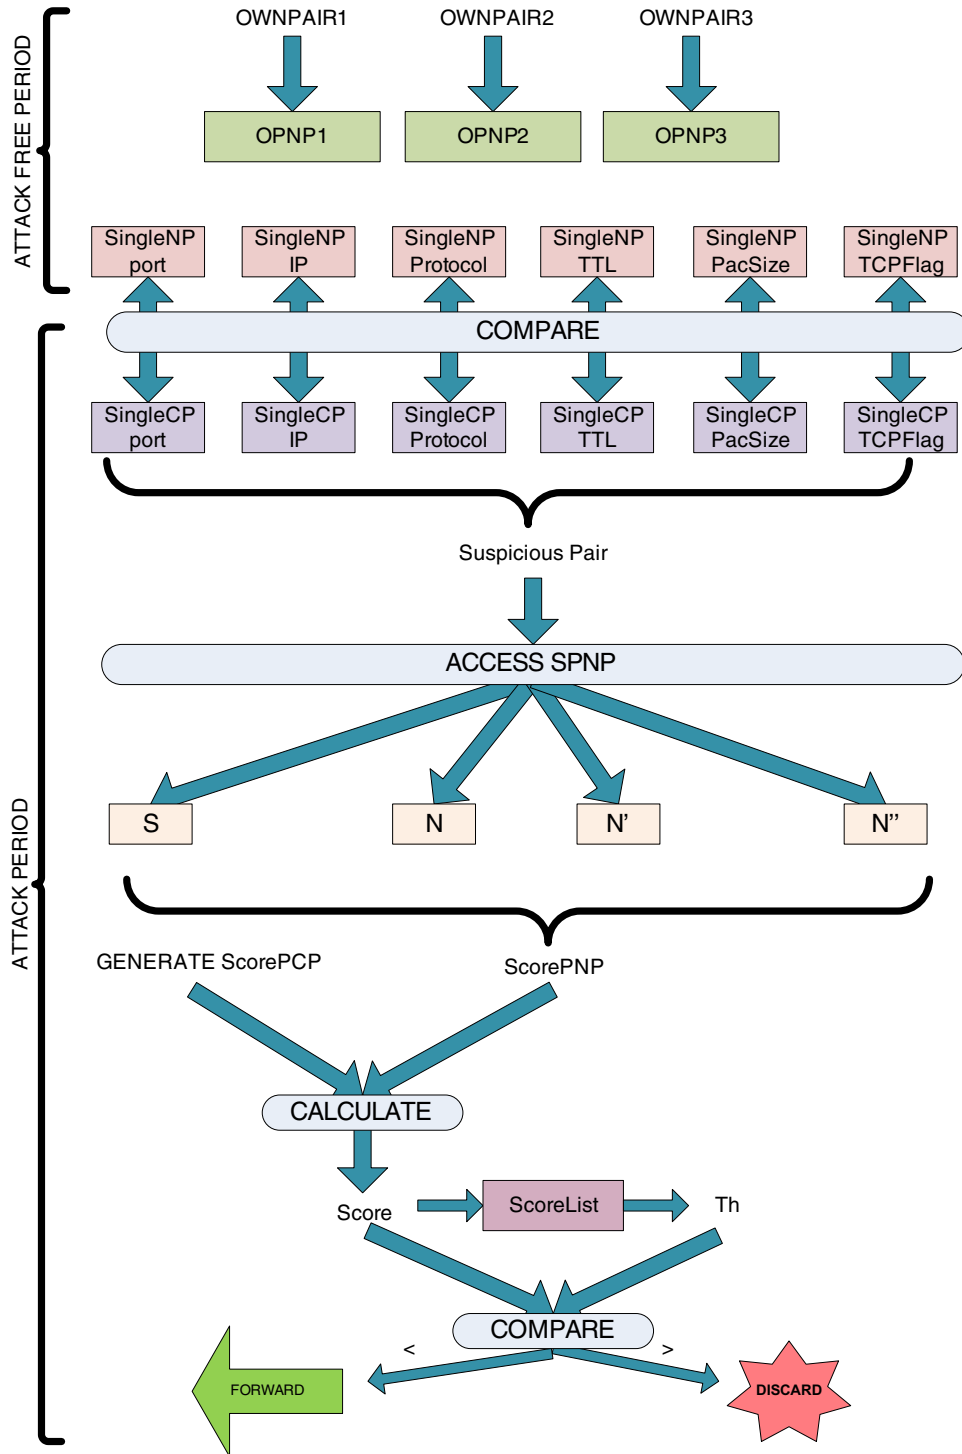 OWNPAIR1 OWNPAIR2 OWNPAIR3
OPNP1 OPNP2 OPNP3
ATTACK FREE PERIOD
SingleNP SingleNP SingleNP SingleNP SingleNP SingleNP
port IP Protocol TTL PacSize TCPFlag
COMPARE
SingleCP SingleCP SingleCP SingleCP SingleCP SingleCP
port IP Protocol TTL PacSize TCPFlag
Suspicious Pair
ACCESS SPNP
S N N' N''
ATTACK PERIOD
GENERATE ScorePCP ScorePNP
CALCULATE
Score ScoreList Th
COMPARE
< >
FORWARD DISCARD